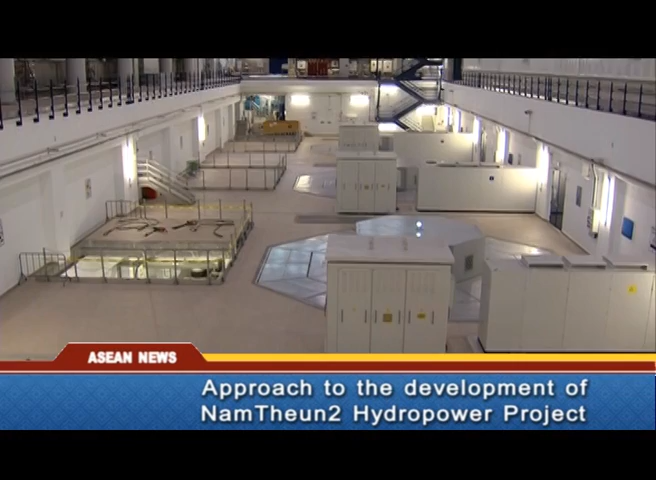 ASEAN NEWS
Approach to the development of
NamTheun2 Hydropower Project